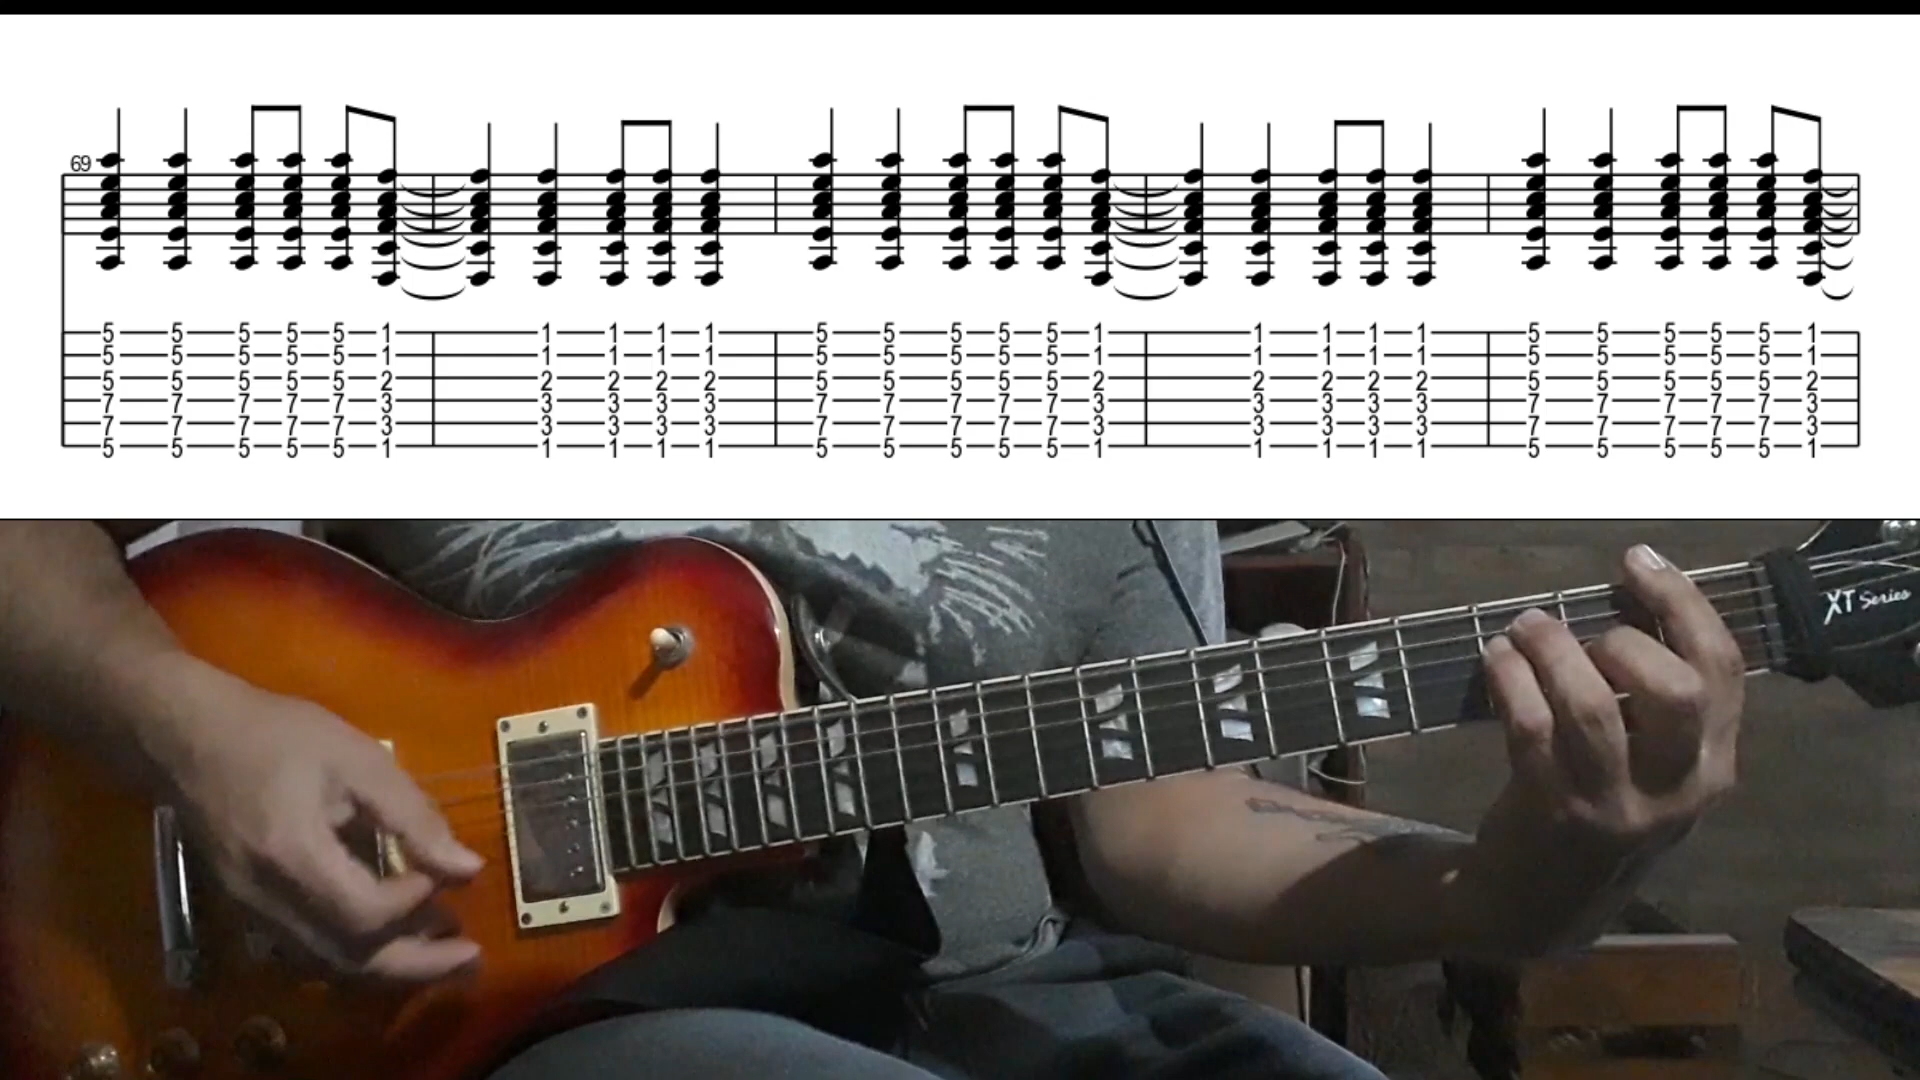 69
5 5 5 5 5 1 1 1 1 1 5 5 5 5 5 1 1 1 1 1 5 5 5 5 5 1
5 5 5 5 5 1 1 1 1 1 5 5 5 5 5 1 1 1 1 1 5 5 5 5 5 1
5 5 5 5 5 2 2 2 2 2 5 5 5 5 5 2 2 2 2 2 5 5 5 5 5 2
7 7 7 7 7 3 3 3 3 3 7 7 7 7 7 3 3 3 3 3 7 7 7 7 7 3
7 7 7 7 7 3 3 3 3 3 7 7 7 7 7 3 3 3 3 3 7 7 7 7 7 3
5 5 5 5 5 1 1 1 1 1 5 5 5 5 5 1 1 1 1 1 5 5 5 5 5 1
XT Series